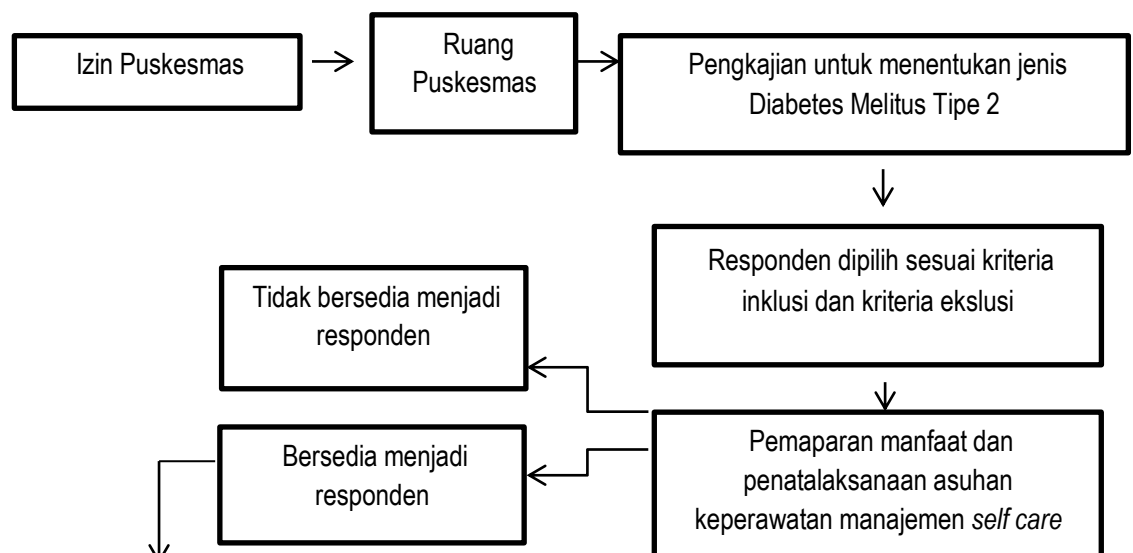 Izin Puskesmas
Ruang
Puskesmas
Pengkajian untuk menentukan jenis
Diabetes Melitus Tipe 2
Responden dipilih sesuai kriteria
inklusi dan kriteria ekslusi
Tidak bersedia menjadi
responden
Bersedia menjadi
responden
Pemaparan manfaat dan
penatalaksanaan asuhan
keperawatan manajemen self care